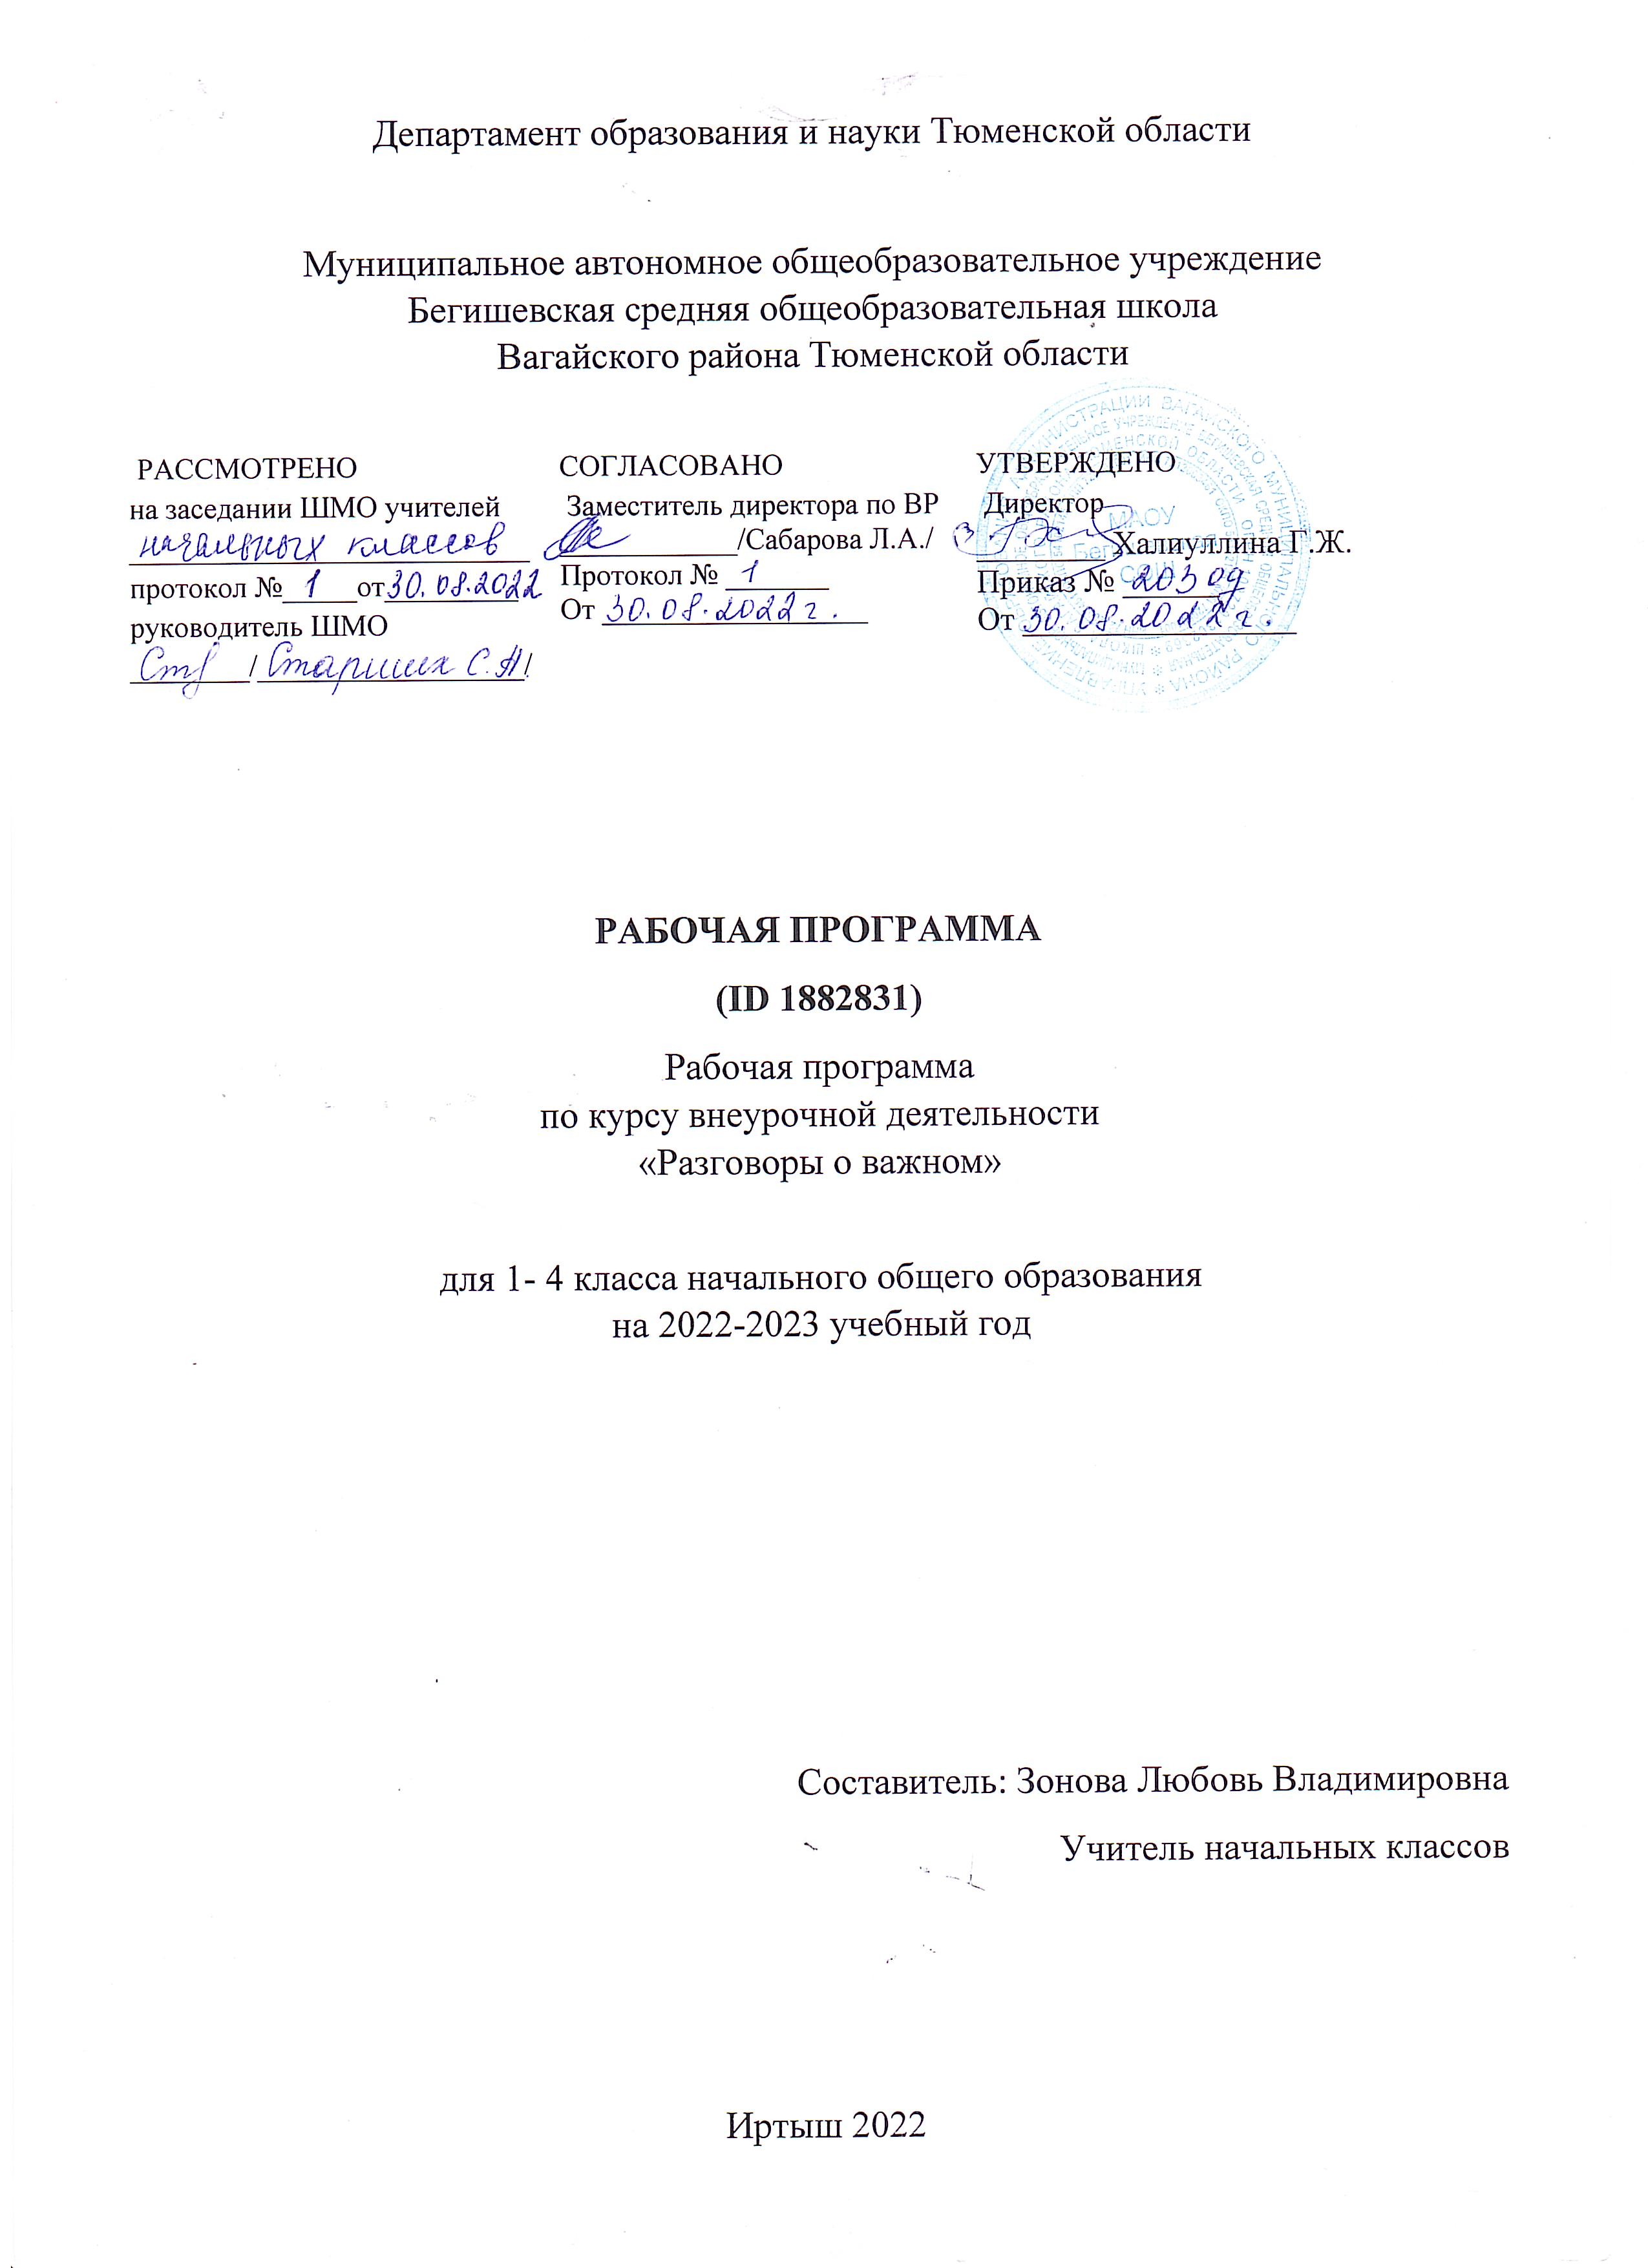 Департамент образования и науки Тюменской области
Муниципальное автономное общеобразовательное учреждение
Бегишевская средняя общеобразовательная школа
Вагайского района Тюменской области
РАССМОТРЕНО
на заседании ШМО учителей
начальных классов
протокол № 1 от 30.08.2022
руководитель ШМО
/ Старших С.Н/
СОГЛАСОВАНО
Заместитель директора по ВР
/Сабарова Л.А./
Протокол № 1
От 30.08.2022 г.
УТВЕРЖДЕНО
Директор
Халиуллина Г.Ж.
Приказ № 203 од
От 30.08.2022 г.
МАОУ
СОШ
РАБОЧАЯ ПРОГРАММА
(ID 1882831)
Рабочая программа
по курсу внеурочной деятельности
«Разговоры о важном»
для 1- 4 класса начального общего образования
на 2022-2023 учебный год
Составитель: Зонова Любовь Владимировна
Учитель начальных классов
Иртыш 2022